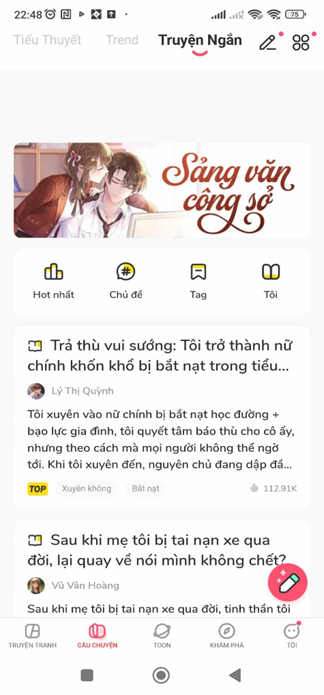 22:48
75
Tiểu Thuyết Trend Truyện Ngắn
Sảng văn
công sở
Hot nhất Chủ đề Tag Tôi
Trả thù vui sướng: Tôi trở thành nữ
chính khốn khổ bị bắt nạt trong tiểu...
Lý Thị Quỳnh
Tôi xuyên vào nữ chính bị bắt nạt học đường +
bạo lực gia đình, tôi quyết tâm báo thù cho cô ấy,
nhưng theo cách mà mọi người không thể ngờ
tới. Khi tôi xuyên đến, nguyên chủ đang dập đầ...
TOP Xuyên không Bắt nạt 112.91K
Sau khi mẹ tôi bị tai nạn xe qua
đời, lại quay về nói mình không chết?
Vũ Văn Hoàng
Sau khi mẹ tôi bị tai nạn xe qua đời, tinh thần tôi
TRUYỆN TRANH CÂU CHUYỆN TOON KHÁM PHÁ TÔI